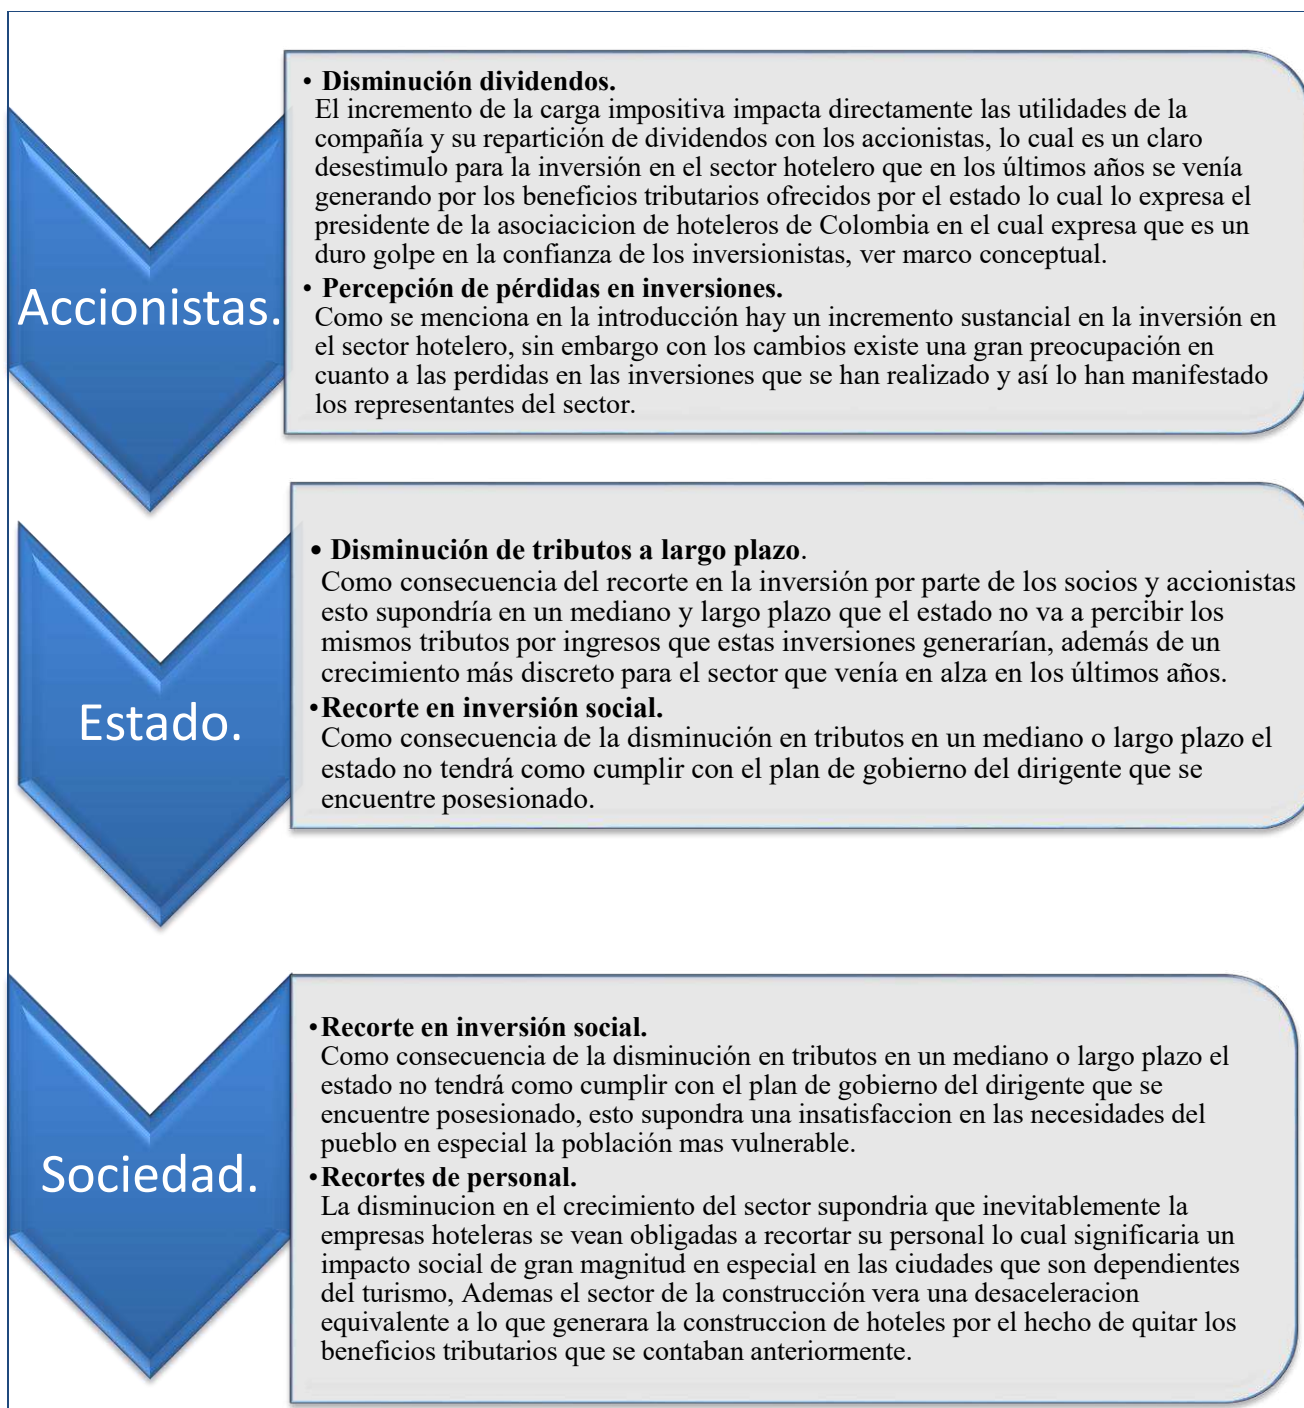 Accionistas.
• Disminución dividendos.
El incremento de la carga impositiva impacta directamente las utilidades de la
compañía y su repartición de dividendos con los accionistas, lo cual es un claro
desestimulo para la inversión en el sector hotelero que en los últimos años se venía
generando por los beneficios tributarios ofrecidos por el estado lo cual lo expresa el
presidente de la asociacicion de hoteleros de Colombia en el cual expresa que es un
duro golpe en la confianza de los inversionistas, ver marco conceptual.
• Percepción de pérdidas en inversiones.
Como se menciona en la introducción hay un incremento sustancial en la inversión en
el sector hotelero, sin embargo con los cambios existe una gran preocupación en
cuanto a las perdidas en las inversiones que se han realizado y así lo han manifestado
los representantes del sector.
Estado.
• Disminución de tributos a largo plazo.
Como consecuencia del recorte en la inversión por parte de los socios y accionistas
esto supondría en un mediano y largo plazo que el estado no va a percibir los
mismos tributos por ingresos que estas inversiones generarían, además de un
crecimiento más discreto para el sector que venía en alza en los últimos años.
•Recorte en inversión social.
Como consecuencia de la disminución en tributos en un mediano o largo plazo el
estado no tendrá como cumplir con el plan de gobierno del dirigente que se
encuentre posesionado.
Sociedad.
•Recorte en inversión social.
Como consecuencia de la disminución en tributos en un mediano o largo plazo el
estado no tendrá como cumplir con el plan de gobierno del dirigente que se
encuentre posesionado, esto supondra una insatisfaccion en las necesidades del
pueblo en especial la población mas vulnerable.
•Recortes de personal.
La disminucion en el crecimiento del sector supondria que inevitablemente la
empresas hoteleras se vean obligadas a recortar su personal lo cual significaria un
impacto social de gran magnitud en especial en las ciudades que son dependientes
del turismo, Ademas el sector de la construcción vera una desaceleracion
equivalente a lo que generara la construccion de hoteles por el hecho de quitar los
beneficios tributarios que se contaban anteriormente.